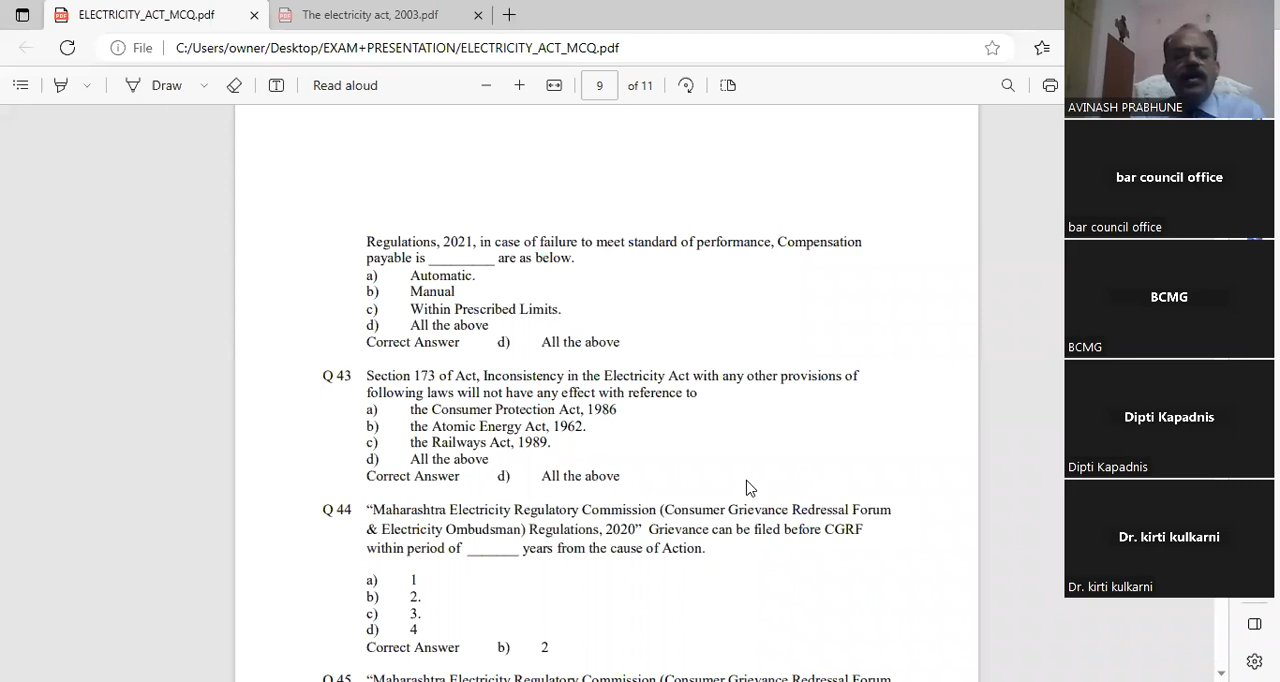 ELECTRICITY_ACT_MCQ.pdf
The electricity act, 2003.pdf
File
C:/Users/owner/Desktop/EXAM+PRESENTATION/ELECTRICITY_ACT_MCQ.pdf
Draw
Read aloud
9 of 11
Regulations, 2021, in case of failure to meet standard of performance, Compensation
payable is _________ are as below.
a) Automatic.
b) Manual
c) Within Prescribed Limits.
d) All the above
Correct Answer d) All the above
Q 43 Section 173 of Act, Inconsistency in the Electricity Act with any other provisions of
following laws will not have any effect with reference to
a) the Consumer Protection Act, 1986
b) the Atomic Energy Act, 1962.
c) the Railways Act, 1989.
d) All the above
Correct Answer d) All the above
Q 44 “Maharashtra Electricity Regulatory Commission (Consumer Grievance Redressal Forum
& Electricity Ombudsman) Regulations, 2020” Grievance can be filed before CGRF
within period of _______ years from the cause of Action.
a) 1
b) 2.
c) 3.
d) 4
Correct Answer b) 2
Q 45 “Maharashtra Electricity Regulatory Commission (Consumer Grievance Redressal Forum
AVINASH PRABHUNE
bar council office
bar council office
BCMG
BCMG
Dipti Kapadnis
Dipti Kapadnis
Dr. kirti kulkarni
Dr. kirti kulkarni